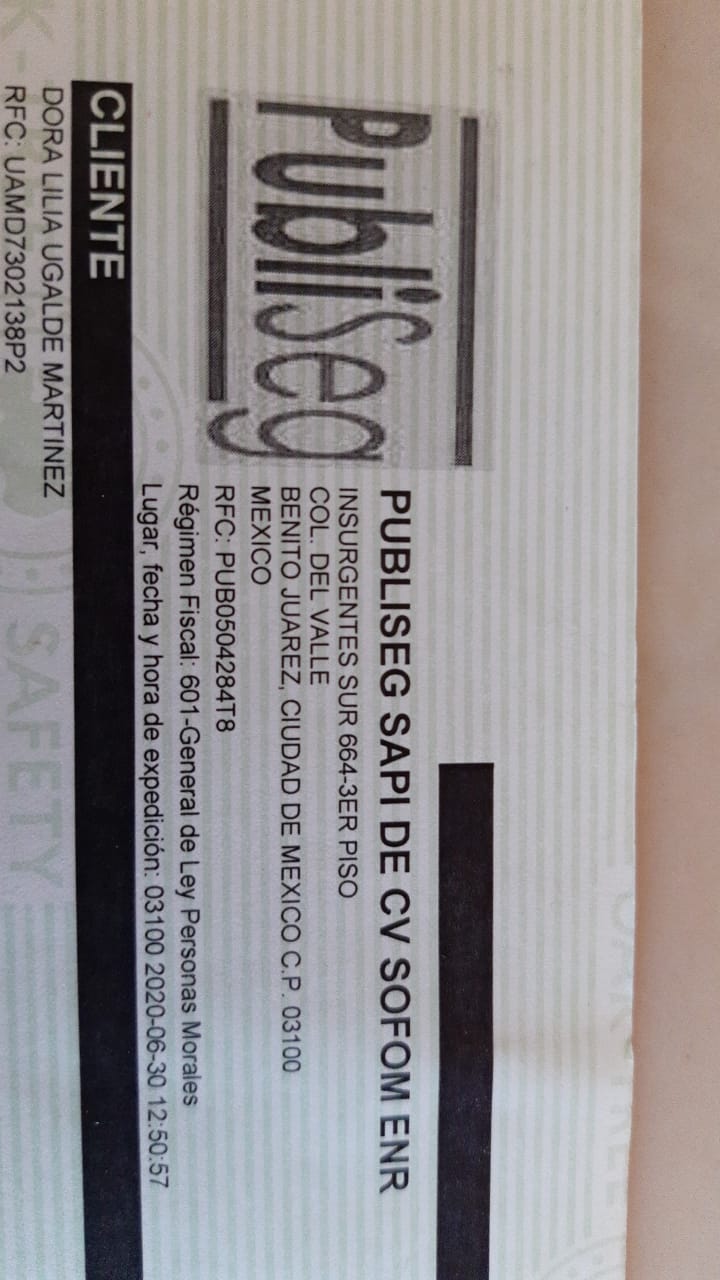 OAK-TREE
PubliSeg
PUBLISEG SAPI DE CV SOFOM ENR
INSURGENTES SUR 664-3ER PISO
COL. DEL VALLE
BENITO JUAREZ, CIUDAD DE MEXICO C.P. 03100
MEXICO
RFC: PUB0504284T8
Régimen Fiscal: 601-General de Ley Personas Morales
Lugar, fecha y hora de expedición: 03100 2020-06-30 12:50:57
CLIENTE
DORA LILIA UGALDE MARTINEZ
SAFETY
RFC: UAMD7302138P2